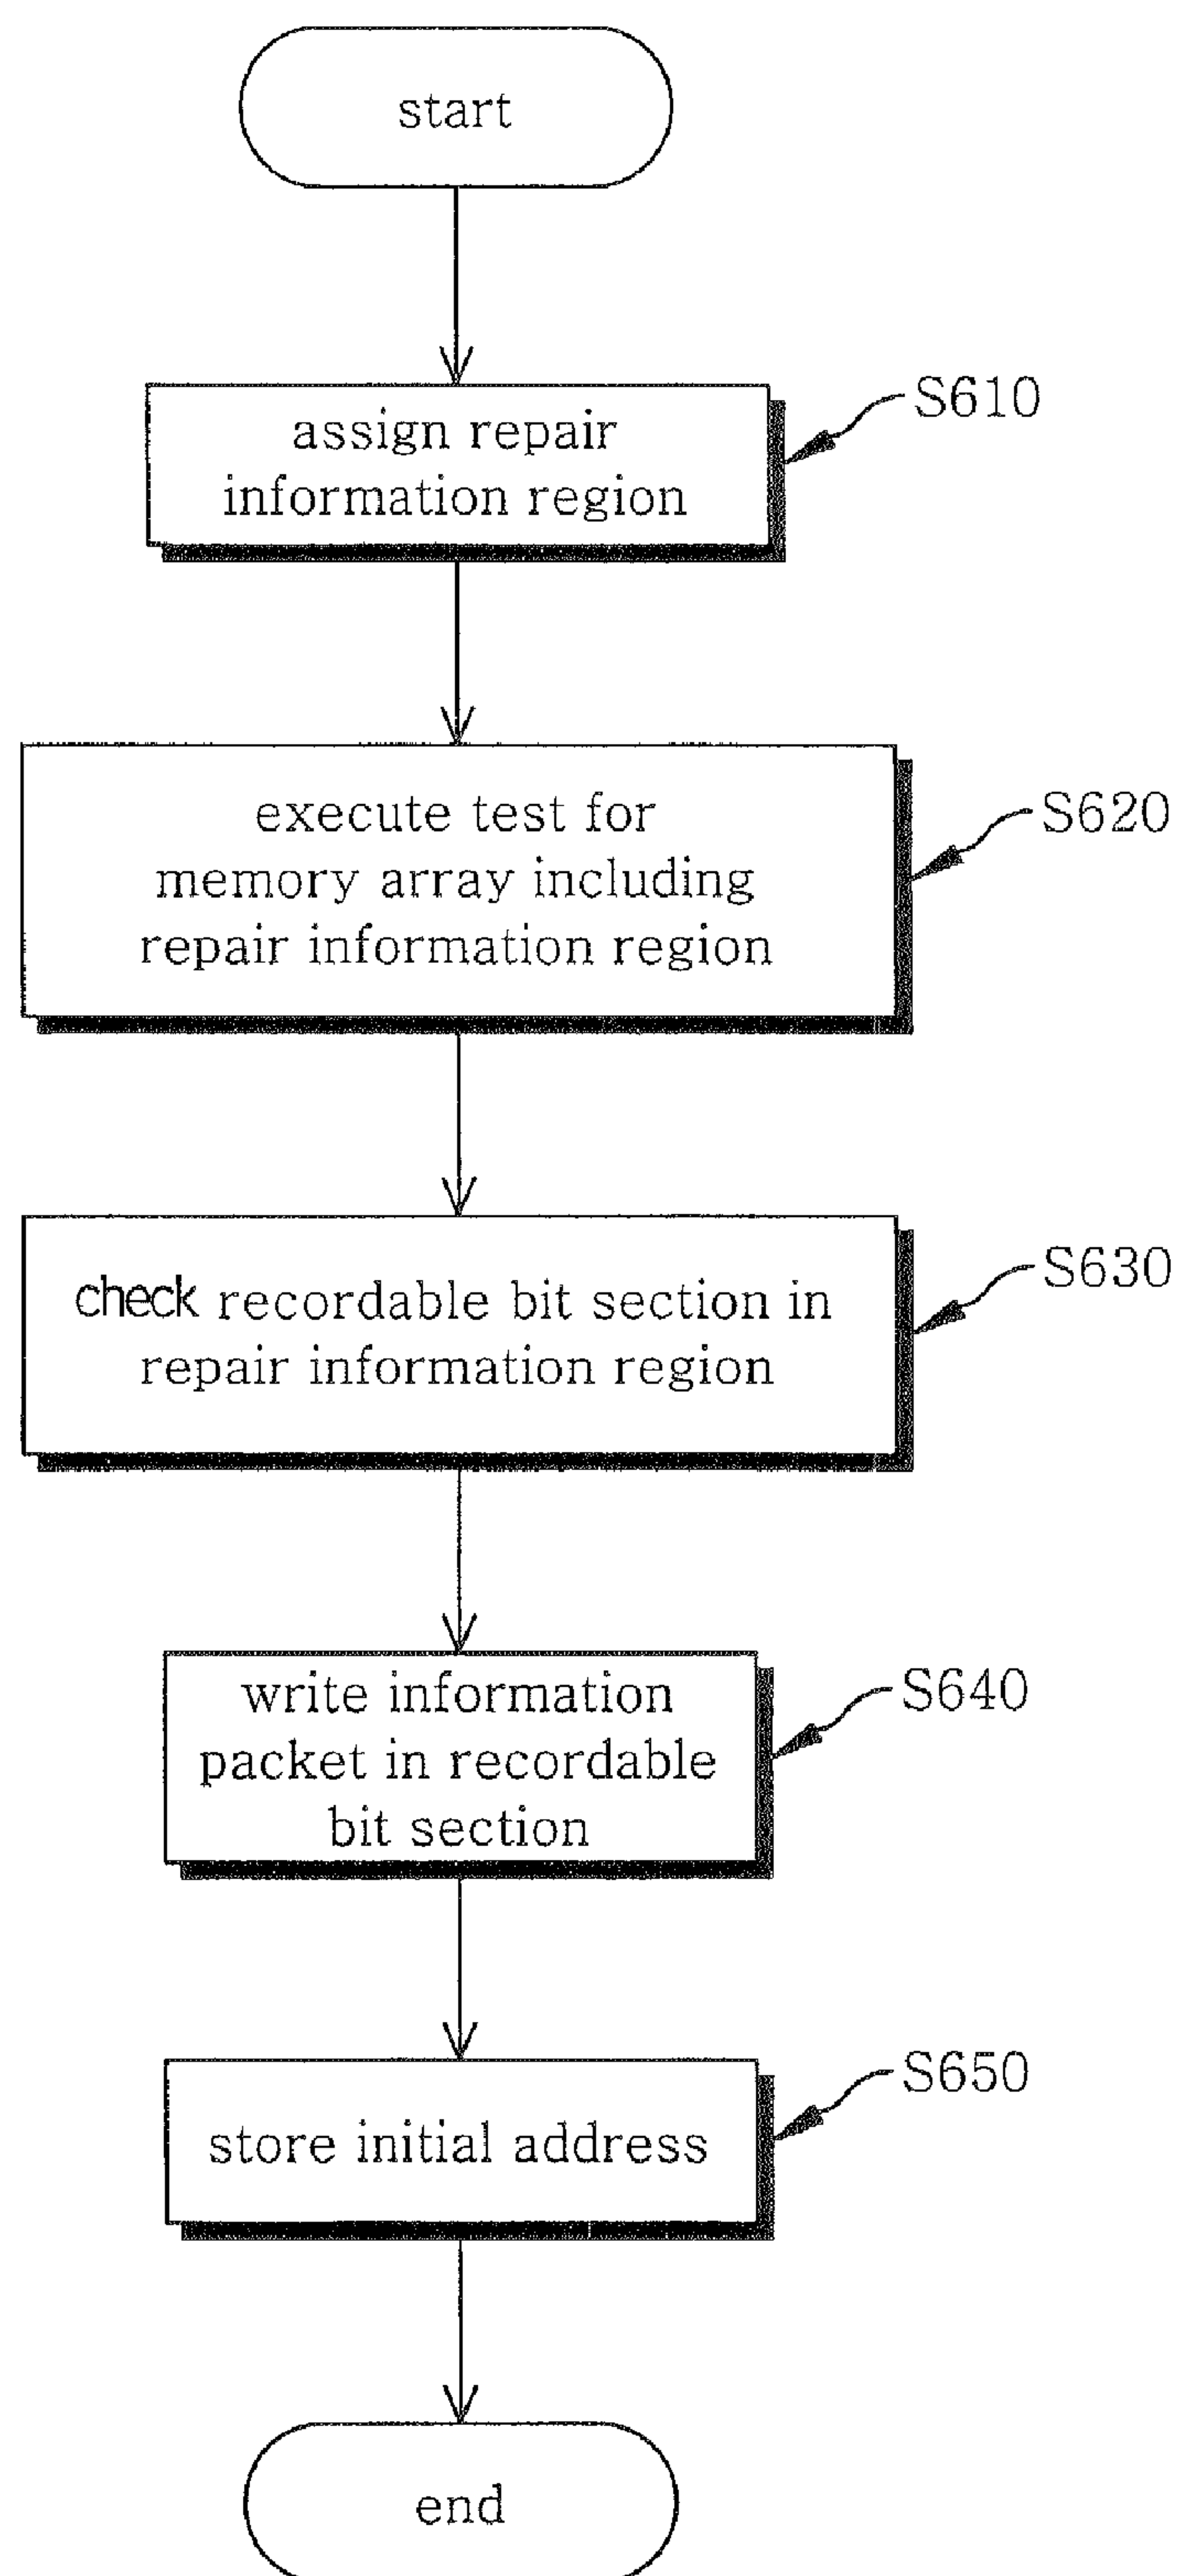 start
S610
assign repair
information region
S620
execute test for
memory array including
repair information region
S630
check recordable bit section in
repair information region
S640
write information
packet in recordable
bit section
S650
store initial address
end